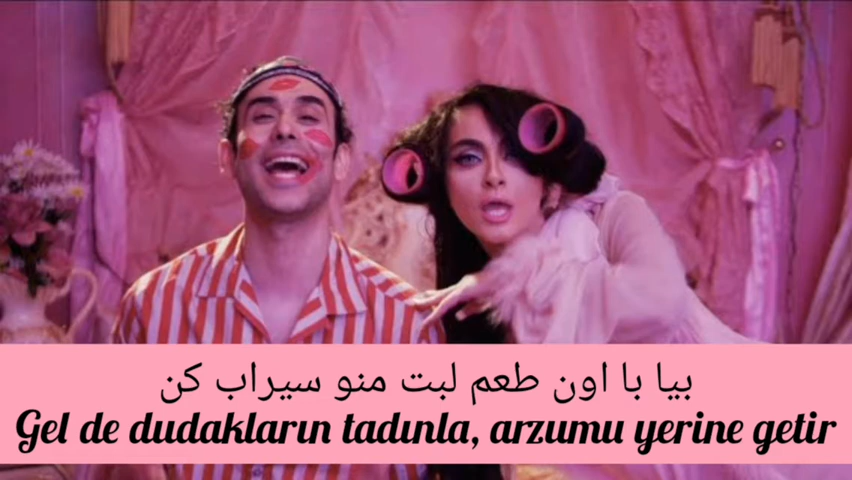 بیا با اون طعم لبت منو سیراب کن
Gel de dudakların tadınla, arzumu yerine getir